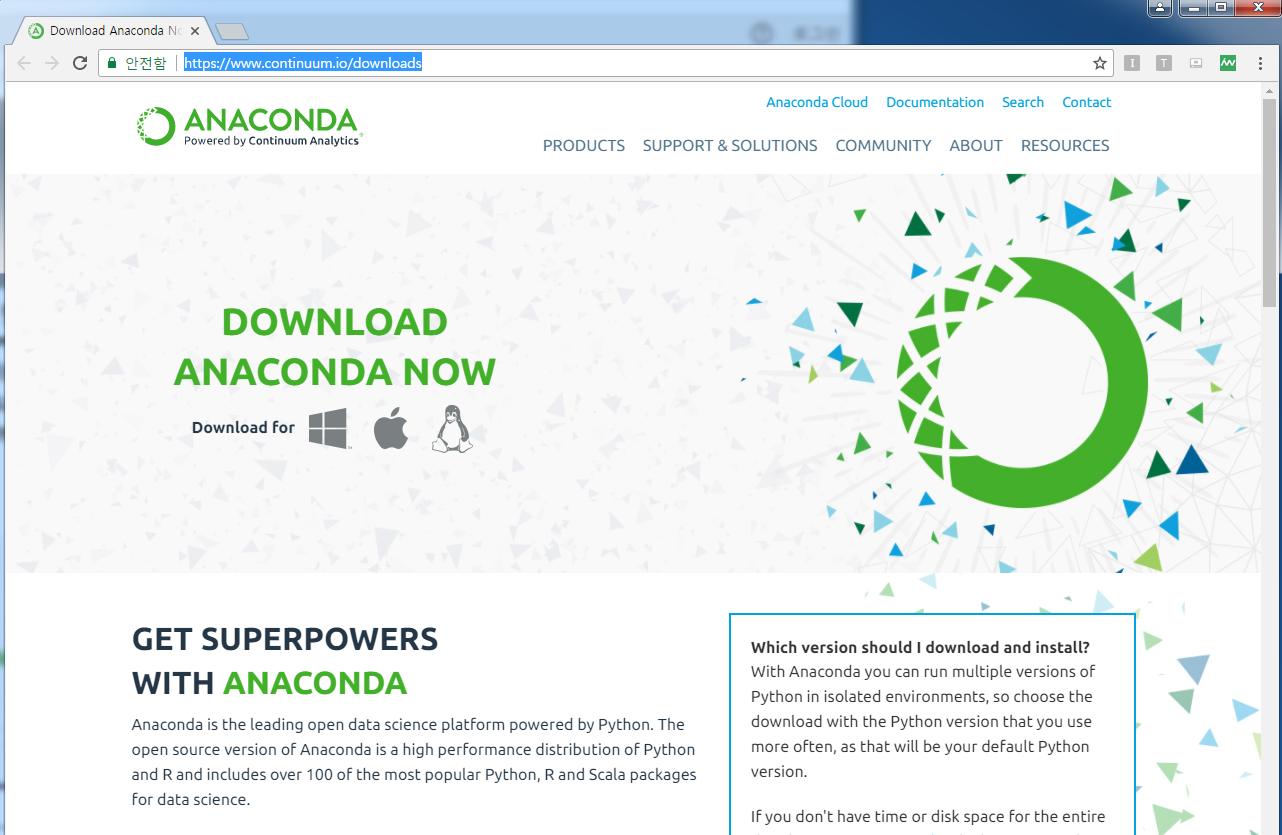 Download Anaconda No
안전함
https://www.continuum.io/downloads
Anaconda Cloud Documentation Search Contact
ANACONDA
Powered by Continuum Analytics®
PRODUCTS SUPPORT & SOLUTIONS COMMUNITY ABOUT RESOURCES
DOWNLOAD
ANACONDA NOW
Download for
GET SUPERPOWERS
WITH ANACONDA
Anaconda is the leading open data science platform powered by Python. The
open source version of Anaconda is a high performance distribution of Python
and R and includes over 100 of the most popular Python, R and Scala packages
for data science.
Which version should I download and install?
With Anaconda you can run multiple versions of
Python in isolated environments, so choose the
download with the Python version that you use
more often, as that will be your default Python
version.
If you don't have time or disk space for the entire